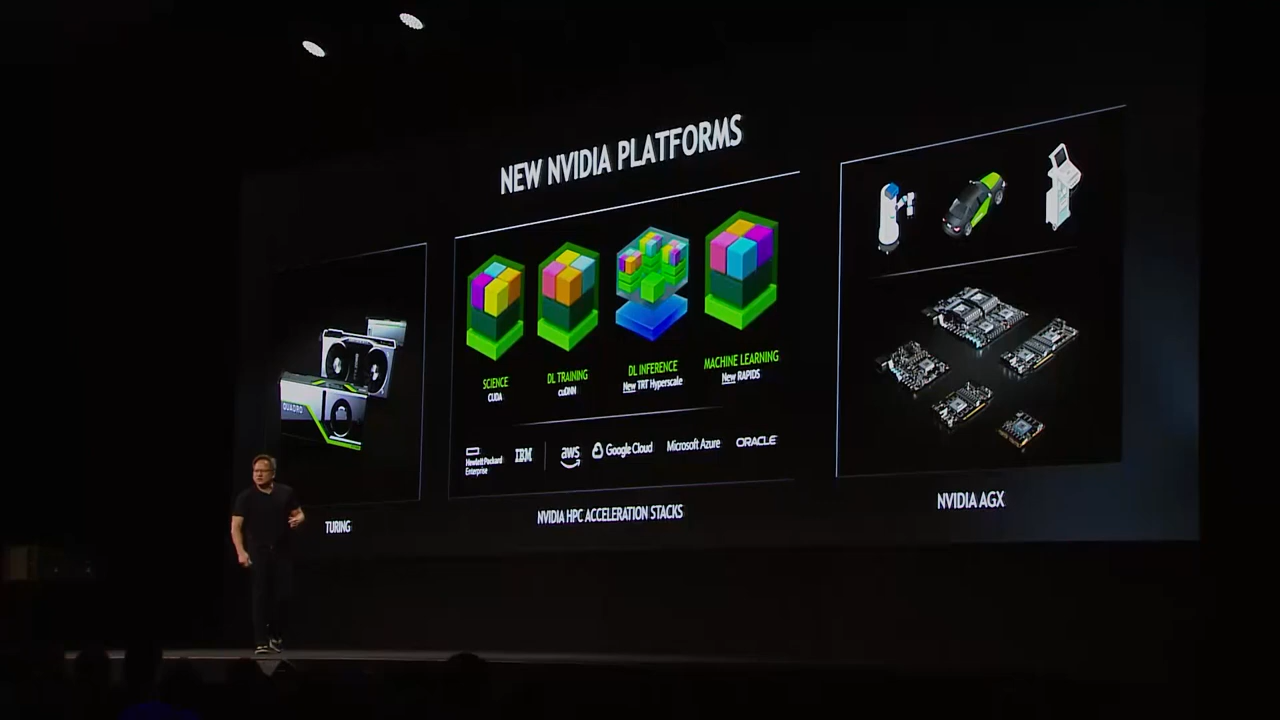 NEW NVIDIA PLATFORMS
QUADRO
TURING
SCIENCE
CUDA
DL TRAINING
cuDNN
DL INFERENCE
New TRT Hyperscale
MACHINE LEARNING
New RAPIDS
Hewlett Packard
Enterprise
IBM
aws
Google Cloud
Microsoft Azure
ORACLE
NVIDIA HPC ACCELERATION STACKS
NVIDIA AGX